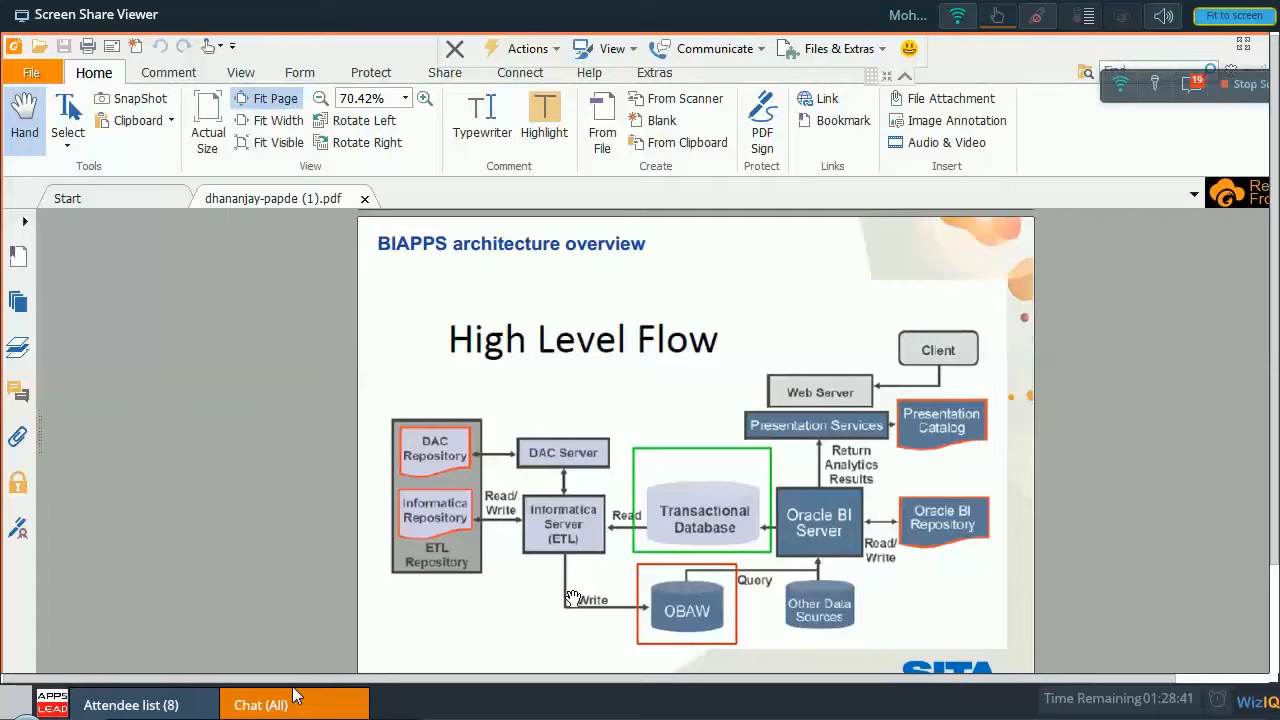 Screen Share Viewer
Moh...
Fit to screen
Actions
View
Communicate
Files & Extras
File
Home
Comment
View
Form
Protect
Share
Connect
Help
Extras
Find
19
Hand
Select
SnapShot
Clipboard
Tools
Actual
Size
Fit Page
Fit Width
Fit Visible
70.42%
Rotate Left
Rotate Right
View
Typewriter
Highlight
Comment
From
File
From Scanner
Blank
From Clipboard
Create
PDF
Sign
Protect
Link
Bookmark
Links
File Attachment
Image Annotation
Audio & Video
Insert
Start
dhananjay-papde (1).pdf
BIAPPS architecture overview
High Level Flow
Client
Web Server
Presentation Services
Presentation
Catalog
Return
Analytics
Results
DAC
Repository
DAC Server
Informatica
Repository
Read/
Write
Informatica
Server
(ETL)
Read
Transactional
Database
Oracle BI
Server
Oracle BI
Repository
Read/
Write
ETL
Repository
Write
OBAW
Query
Other Data
Sources
SITA
APPS
LEAD
Attendee list (8)
Chat (All)
Time Remaining 01:28:41
WizIQ